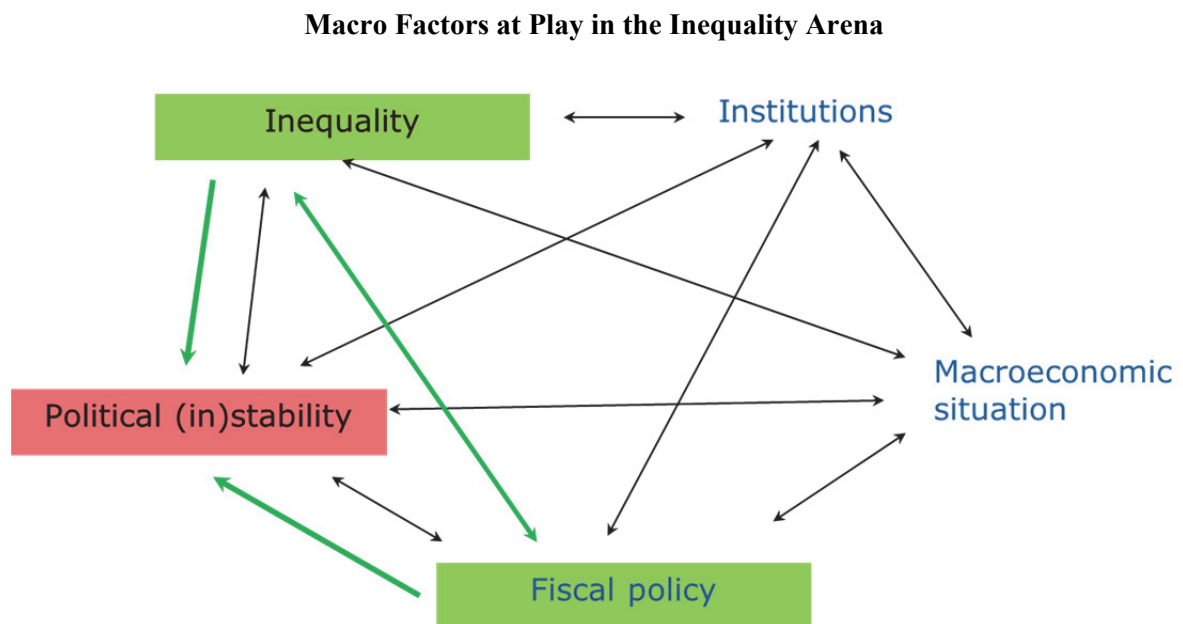 Macro Factors at Play in the Inequality Arena
Inequality
Institutions
Macroeconomic
situation
Political (in)stability
Fiscal policy